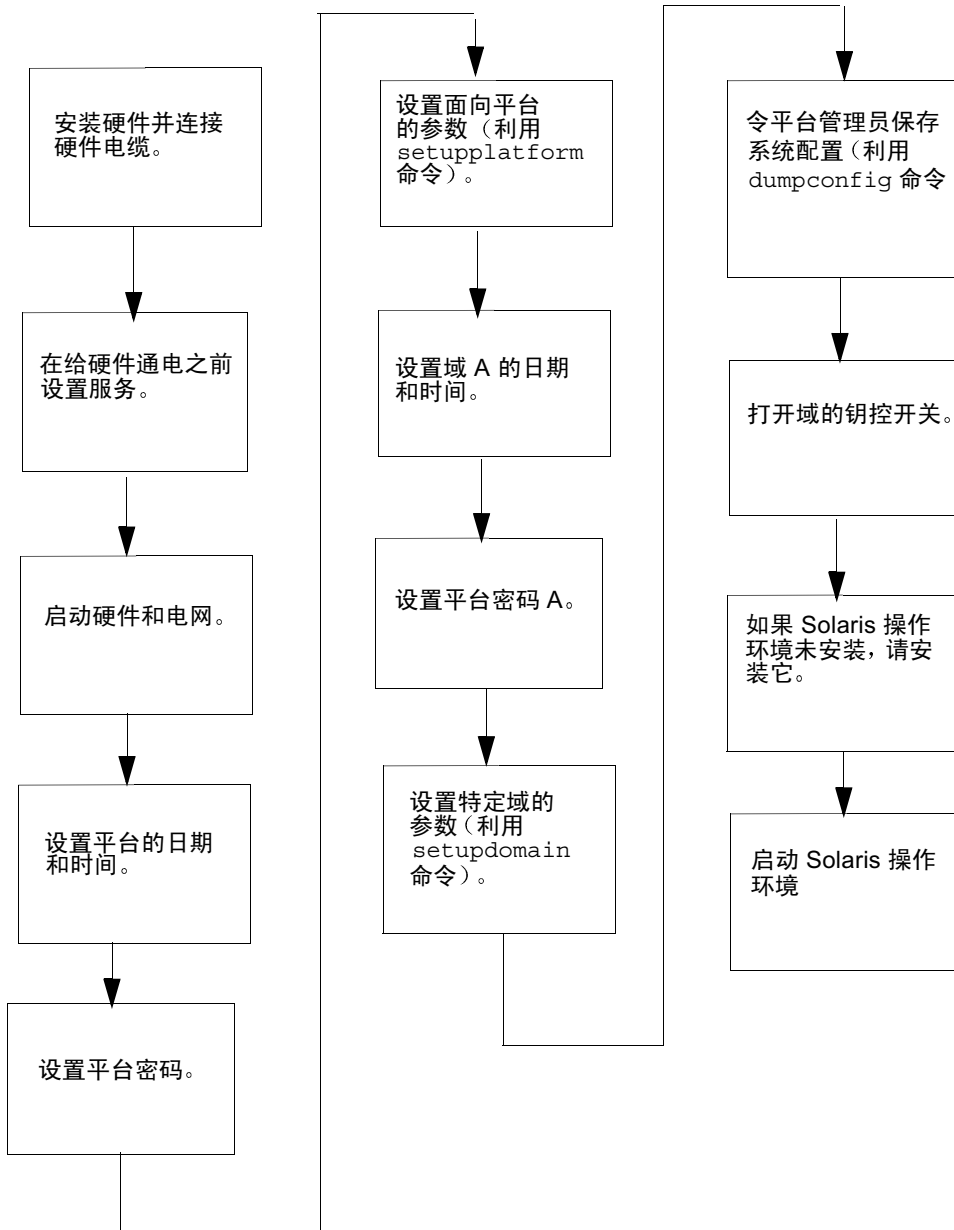 安装硬件并连接
硬件电缆。
在给硬件通电之前
设置服务。
启动硬件和电网。
设置平台的日期
和时间。
设置平台密码。
设置面向平台
的参数（利用
setupplatform
命令）。
设置域 A 的日期
和时间。
设置平台密码 A。
设置特定域的
参数（利用
setupdomain
命令）。
令平台管理员保存
系统配置（利用
dumpconfig 命令
打开域的钥控开关。
如果 Solaris 操作
环境未安装，请安
装它。
启动 Solaris 操作
环境